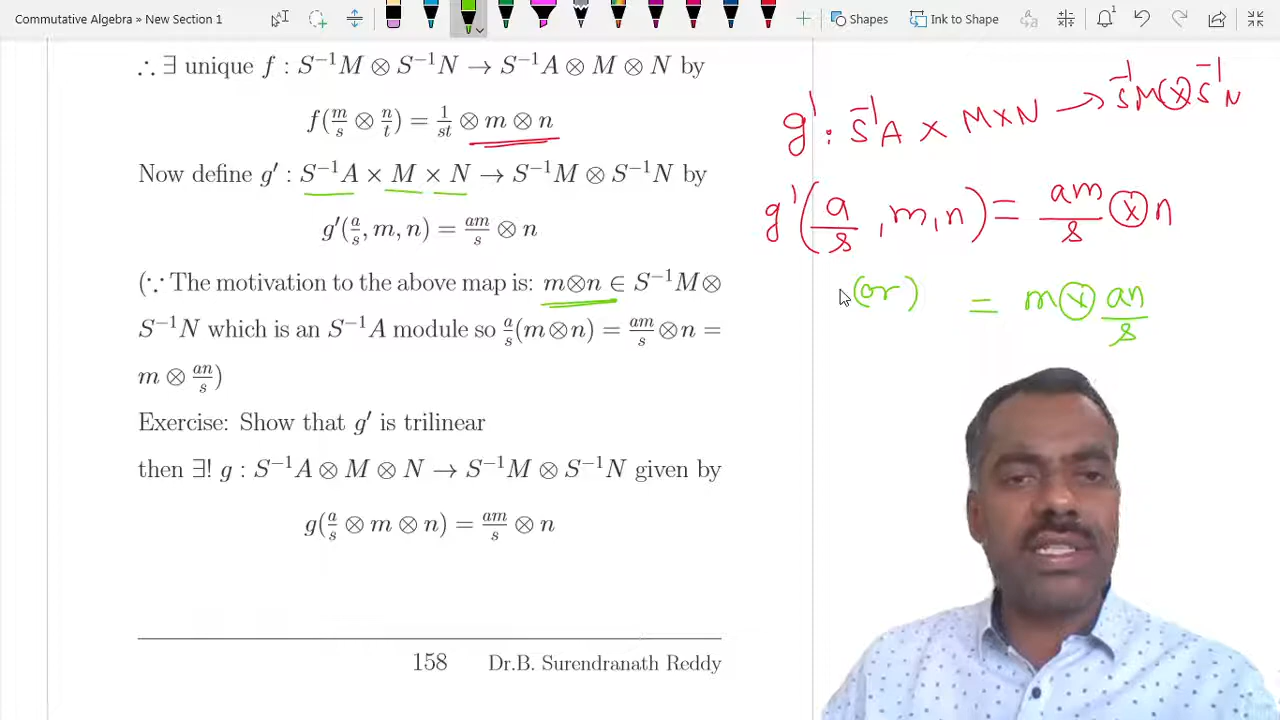 Commutative Algebra » New Section 1
Shapes
Ink to Shape
∴ ∃ unique f : S⁻¹M ⊗ S⁻¹N → S⁻¹A ⊗ M ⊗ N by
f(m/s ⊗ n/t) = 1/st ⊗ m ⊗ n
Now define g′ : S⁻¹A × M × N → S⁻¹M ⊗ S⁻¹N by
g′(a/s, m, n) = am/s ⊗ n
(∵ The motivation to the above map is: m⊗n ∈ S⁻¹M⊗
S⁻¹N which is an S⁻¹A module so a/s(m ⊗ n) = am/s ⊗ n =
m ⊗ an/s)
Exercise: Show that g′ is trilinear
then ∃! g : S⁻¹A ⊗ M ⊗ N → S⁻¹M ⊗ S⁻¹N given by
g(a/s ⊗ m ⊗ n) = am/s ⊗ n
158 Dr.B. Surendranath Reddy
g′ : S⁻¹A × M × N → S⁻¹M ⊗ S⁻¹N
g′(a/s, m, n) = am/s ⊗ n
(or) = m ⊗ an/s